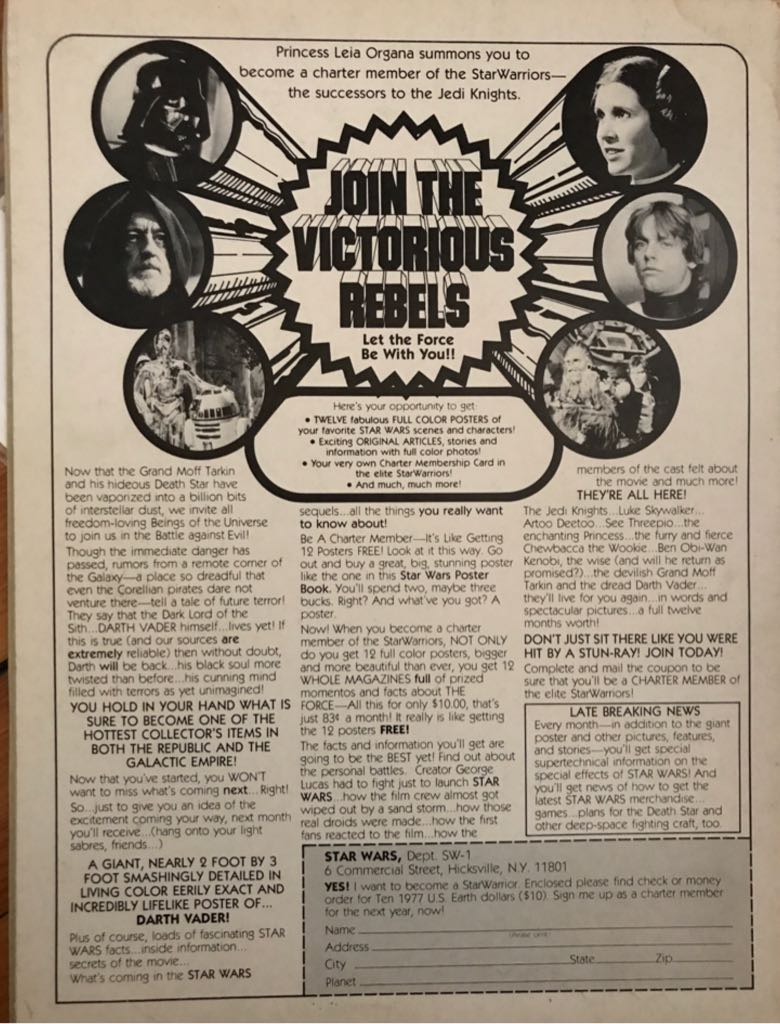 Princess Leia Organa summons you to
become a charter member of the StarWarriors—
the successors to the Jedi Knights.
JOIN THE
VICTORIOUS
REBELS
Let the Force
Be With You!!
Here's your opportunity to get:
• TWELVE fabulous FULL COLOR POSTERS of
your favorite STAR WARS scenes and characters!
• Exciting ORIGINAL ARTICLES, stories and
information with full color photos!
• Your very own Charter Membership Card in
the elite StarWarriors!
• And much, much more!
Now that the Grand Moff Tarkin
and his hideous Death Star have
been vaporized into a billion bits
of interstellar dust, we invite all
freedom-loving Beings of the Universe
to join us in the Battle against Evil!
Though the immediate danger has
passed, rumors from a remote corner of
the Galaxy—a place so dreadful that
even the Corellian pirates dare not
venture there—tell a tale of future terror!
They say that the Dark Lord of the
Sith...DARTH VADER himself...lives yet! If
this is true (and our sources are
extremely reliable) then without doubt,
Darth will be back...his black soul more
twisted than before...his cunning mind
filled with terrors as yet unimagined!
YOU HOLD IN YOUR HAND WHAT IS
SURE TO BECOME ONE OF THE
HOTTEST COLLECTOR'S ITEMS IN
BOTH THE REPUBLIC AND THE
GALACTIC EMPIRE!
Now that you've started, you WON'T
want to miss what's coming next...Right!
So...just to give you an idea of the
excitement coming your way, next month
you'll receive...(hang onto your light
sabres, friends...)
A GIANT, NEARLY 2 FOOT BY 3
FOOT SMASHINGLY DETAILED IN
LIVING COLOR EERILY EXACT AND
INCREDIBLY LIFELIKE POSTER OF...
DARTH VADER!
Plus of course, loads of fascinating STAR
WARS facts...inside information...
secrets of the movie...
What's coming in the STAR WARS
sequels...all the things you really want
to know about!
Be A Charter Member—It's Like Getting
12 Posters FREE! Look at it this way. Go
out and buy a great, big, stunning poster
like the one in this Star Wars Poster
Book. You'll spend two, maybe three
bucks. Right? And what've you got? A
poster.
Now! When you become a charter
member of the StarWarriors, NOT ONLY
do you get 12 full color posters, bigger
and more beautiful than ever, you get 12
WHOLE MAGAZINES full of prized
momentos and facts about THE
FORCE—All this for only $10.00, that's
just 83¢ a month! It really is like getting
the 12 posters FREE!
The facts and information you'll get are
going to be the BEST yet! Find out about
the personal battles. Creator George
Lucas had to fight just to launch STAR
WARS...how the film crew almost got
wiped out by a sand storm...how those
real droids were made...how the first
fans reacted to the film...how the
members of the cast felt about
the movie and much more!
THEY'RE ALL HERE!
The Jedi Knights...Luke Skywalker...
Artoo Deetoo...See Threepio...the
enchanting Princess...the furry and fierce
Chewbacca the Wookie...Ben Obi-Wan
Kenobi, the wise (and will he return as
promised?)...the devilish Grand Moff
Tarkin and the dread Darth Vader...
they'll live for you again...in words and
spectacular pictures...a full twelve
months worth!
DON'T JUST SIT THERE LIKE YOU WERE
HIT BY A STUN-RAY! JOIN TODAY!
Complete and mail the coupon to be
sure that you'll be a CHARTER MEMBER of
the elite StarWarriors!
LATE BREAKING NEWS
Every month—in addition to the giant
poster and other pictures, features,
and stories—you'll get special
supertechnical information on the
special effects of STAR WARS! And
you'll get news of how to get the
latest STAR WARS merchandise...
games...plans for the Death Star and
other deep-space fighting craft, too.
STAR WARS, Dept. SW-1
6 Commercial Street, Hicksville, N.Y. 11801
YES! I want to become a StarWarrior. Enclosed please find check or money
order for Ten 1977 U.S. Earth dollars ($10). Sign me up as a charter member
for the next year, now!
Name
(please print)
Address
City State Zip
Planet